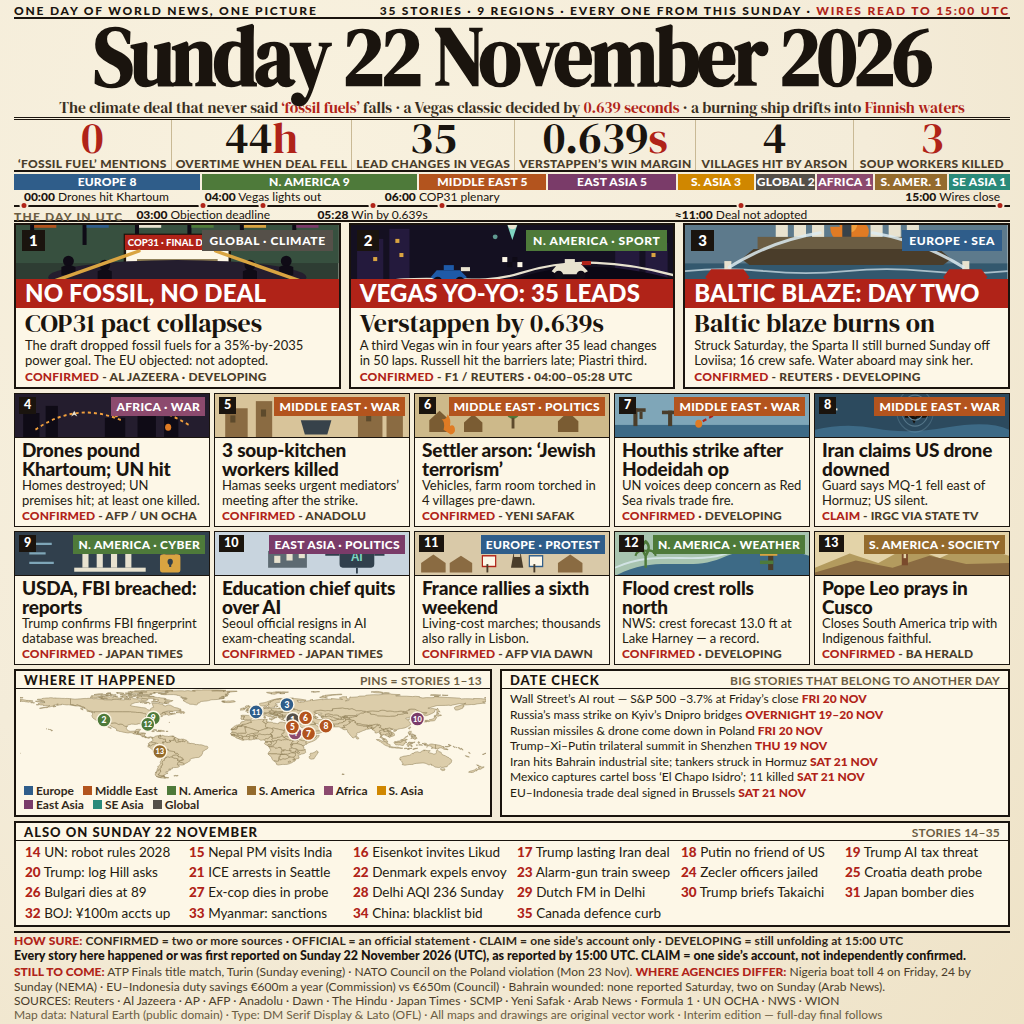 ONE DAY OF WORLD NEWS, ONE PICTURE
35 STORIES · 9 REGIONS · EVERY ONE FROM THIS SUNDAY · WIRES READ TO 15:00 UTC
Sunday 22 November 2026
The climate deal that never said ‘fossil fuels’ falls · a Vegas classic decided by 0.639 seconds · a burning ship drifts into Finnish waters
0
‘FOSSIL FUEL’ MENTIONS
44h
OVERTIME WHEN DEAL FELL
35
LEAD CHANGES IN VEGAS
0.639s
VERSTAPPEN’S WIN MARGIN
4
VILLAGES HIT BY ARSON
3
SOUP WORKERS KILLED
EUROPE 8
N. AMERICA 9
MIDDLE EAST 5
EAST ASIA 5
S. ASIA 3
GLOBAL 2
AFRICA 1
S. AMER. 1
SE ASIA 1
00:00 Drones hit Khartoum
04:00 Vegas lights out
06:00 COP31 plenary
15:00 Wires close
THE DAY IN UTC
03:00 Objection deadline
05:28 Win by 0.639s
≈11:00 Deal not adopted
1
COP31 · FINAL D
GLOBAL · CLIMATE
NO FOSSIL, NO DEAL
COP31 pact collapses
The draft dropped fossil fuels for a 35%-by-2035
power goal. The EU objected: not adopted.
CONFIRMED - AL JAZEERA · DEVELOPING
2
N. AMERICA · SPORT
VEGAS YO-YO: 35 LEADS
Verstappen by 0.639s
A third Vegas win in four years after 35 lead changes
in 50 laps. Russell hit the barriers late; Piastri third.
CONFIRMED - F1 / REUTERS · 04:00–05:28 UTC
3
EUROPE · SEA
BALTIC BLAZE: DAY TWO
Baltic blaze burns on
Struck Saturday, the Sparta II still burned Sunday off
Loviisa; 16 crew safe. Water aboard may sink her.
CONFIRMED - REUTERS · DEVELOPING
4
AFRICA · WAR
Drones pound
Khartoum; UN hit
Homes destroyed; UN
premises hit; at least one killed.
CONFIRMED - AFP / UN OCHA
5
MIDDLE EAST · WAR
3 soup-kitchen
workers killed
Hamas seeks urgent mediators’
meeting after the strike.
CONFIRMED - ANADOLU
6
MIDDLE EAST · POLITICS
Settler arson: ‘Jewish
terrorism’
Vehicles, farm room torched in
4 villages pre-dawn.
CONFIRMED - YENI SAFAK
7
MIDDLE EAST · WAR
Houthis strike after
Hodeidah op
UN voices deep concern as Red
Sea rivals trade fire.
CONFIRMED · DEVELOPING
8
MIDDLE EAST · WAR
Iran claims US drone
downed
Guard says MQ-1 fell east of
Hormuz; US silent.
CLAIM - IRGC VIA STATE TV
9
N. AMERICA · CYBER
USDA, FBI breached:
reports
Trump confirms FBI fingerprint
database was breached.
CONFIRMED - JAPAN TIMES
10
AI
EAST ASIA · POLITICS
Education chief quits
over AI
Seoul official resigns in AI
exam-cheating scandal.
CONFIRMED - JAPAN TIMES
11
EUROPE · PROTEST
France rallies a sixth
weekend
Living-cost marches; thousands
also rally in Lisbon.
CONFIRMED - AFP VIA DAWN
12
N. AMERICA · WEATHER
Flood crest rolls
north
NWS: crest forecast 13.0 ft at
Lake Harney — a record.
CONFIRMED · DEVELOPING
13
S. AMERICA · SOCIETY
Pope Leo prays in
Cusco
Closes South America trip with
Indigenous faithful.
CONFIRMED - BA HERALD
WHERE IT HAPPENED
PINS = STORIES 1–13
2
9
12
13
11
3
6
5
7
8
10
Europe
Middle East
N. America
S. America
Africa
S. Asia
East Asia
SE Asia
Global
DATE CHECK
BIG STORIES THAT BELONG TO ANOTHER DAY
Wall Street’s AI rout — S&P 500 –3.7% at Friday’s close FRI 20 NOV
Russia’s mass strike on Kyiv’s Dnipro bridges OVERNIGHT 19–20 NOV
Russian missiles & drone come down in Poland FRI 20 NOV
Trump–Xi–Putin trilateral summit in Shenzhen THU 19 NOV
Iran hits Bahrain industrial site; tankers struck in Hormuz SAT 21 NOV
Mexico captures cartel boss ‘El Chapo Isidro’; 11 killed SAT 21 NOV
EU–Indonesia trade deal signed in Brussels SAT 21 NOV
ALSO ON SUNDAY 22 NOVEMBER
STORIES 14–35
14 UN: robot rules 2028
15 Nepal PM visits India
16 Eisenkot invites Likud
17 Trump lasting Iran deal
18 Putin no friend of US
19 Trump AI tax threat
20 Trump: log Hill asks
21 ICE arrests in Seattle
22 Denmark expels envoy
23 Alarm-gun train sweep
24 Zecler officers jailed
25 Croatia death probe
26 Bulgari dies at 89
27 Ex-cop dies in probe
28 Delhi AQI 236 Sunday
29 Dutch FM in Delhi
30 Trump briefs Takaichi
31 Japan bomber dies
32 BOJ: ¥100m accts up
33 Myanmar: sanctions
34 China: blacklist bid
35 Canada defence curb
HOW SURE: CONFIRMED = two or more sources · OFFICIAL = an official statement · CLAIM = one side’s account only · DEVELOPING = still unfolding at 15:00 UTC
Every story here happened or was first reported on Sunday 22 November 2026 (UTC), as reported by 15:00 UTC. CLAIM = one side’s account, not independently confirmed.
STILL TO COME: ATP Finals title match, Turin (Sunday evening) · NATO Council on the Poland violation (Mon 23 Nov). WHERE AGENCIES DIFFER: Nigeria boat toll 4 on Friday, 24 by
Sunday (NEMA) · EU–Indonesia duty savings €600m a year (Commission) vs €650m (Council) · Bahrain wounded: none reported Saturday, two on Sunday (Arab News).
SOURCES: Reuters · Al Jazeera · AP · AFP · Anadolu · Dawn · The Hindu · Japan Times · SCMP · Yeni Safak · Arab News · Formula 1 · UN OCHA · NWS · WION
Map data: Natural Earth (public domain) · Type: DM Serif Display & Lato (OFL) · All maps and drawings are original vector work · Interim edition — full-day final follows